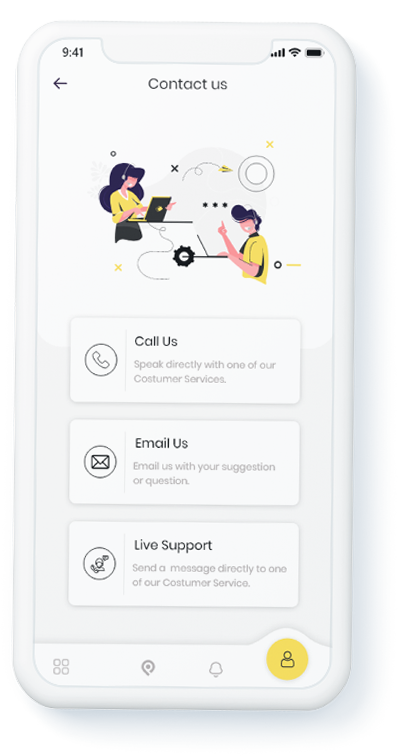 9:41
Contact us
***
Call Us
Speak directly with one of our
Costumer Services.
Email Us
Email us with your suggestion
or question.
Live Support
Send a message directly to one
of our Costumer Service.